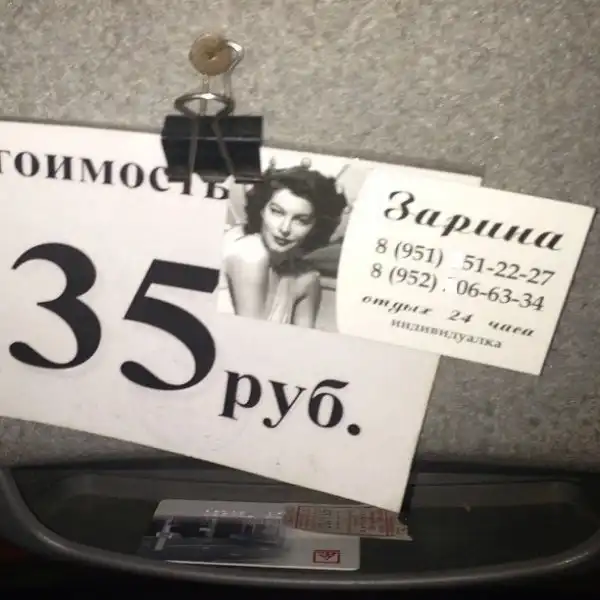 тоимость
35 руб.
Зарина
8 (951) 51-22-27
8 (952) 06-63-34
отдых 24 часа
индивидуалка